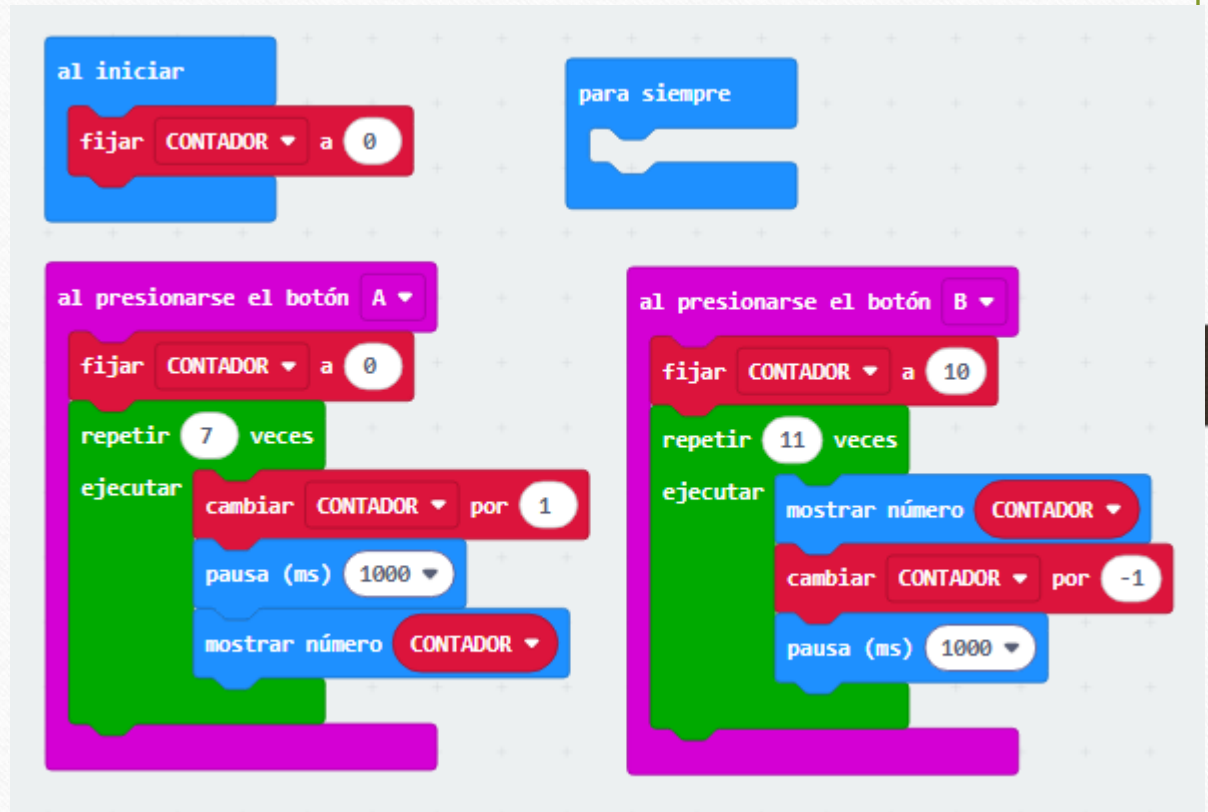 al iniciar
fijar CONTADOR a 0
para siempre
al presionarse el botón A
fijar CONTADOR a 0
repetir 7 veces
ejecutar
cambiar CONTADOR por 1
pausa (ms) 1000
mostrar número CONTADOR
al presionarse el botón B
fijar CONTADOR a 10
repetir 11 veces
ejecutar
mostrar número CONTADOR
cambiar CONTADOR por -1
pausa (ms) 1000